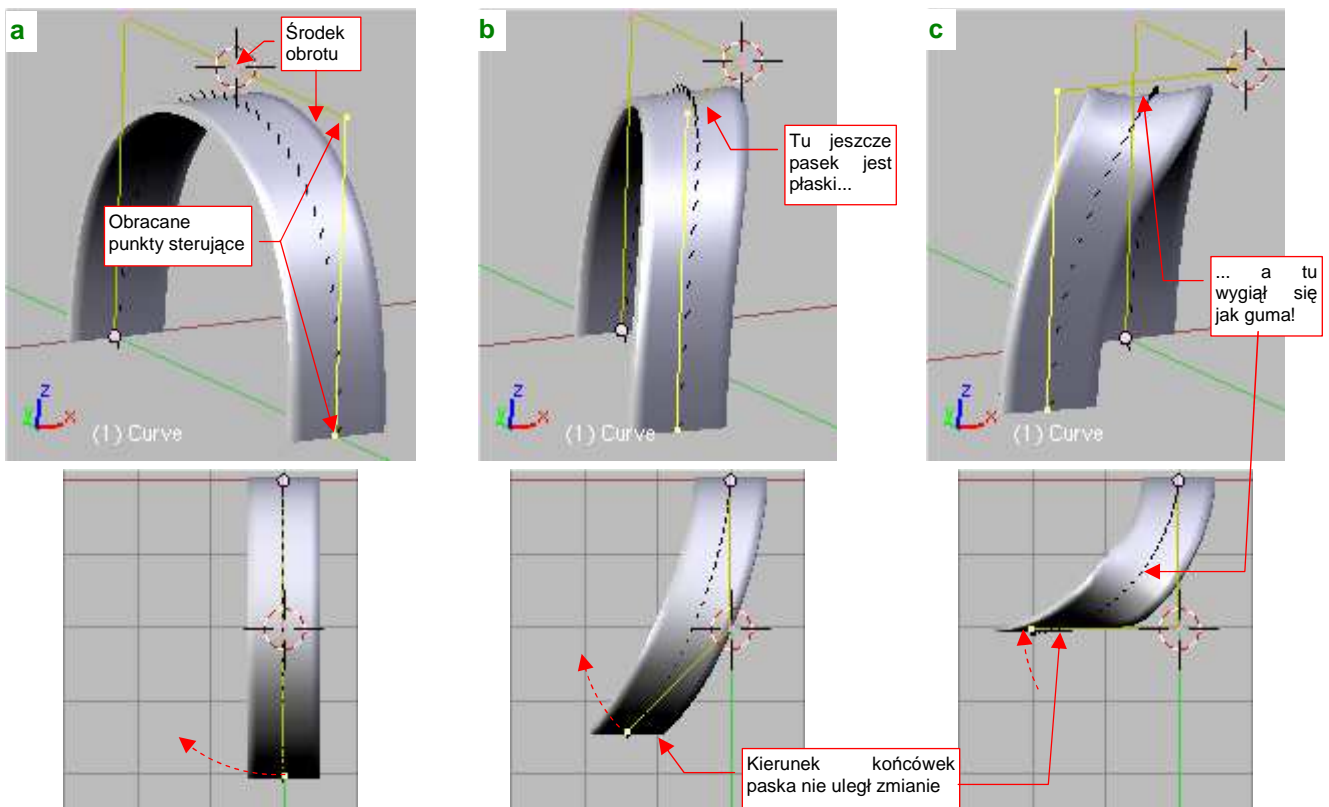 a
Środek
obrotu
Obracane
punkty sterujące
z
y
x
(1) Curve
b
Tu jeszcze
pasek jest
płaski...
z
y
x
(1) Curve
c
... a tu
wygiął się
jak guma!
z
y
x
(1) Curve
Kierunek końcówek
paska nie uległ zmianie